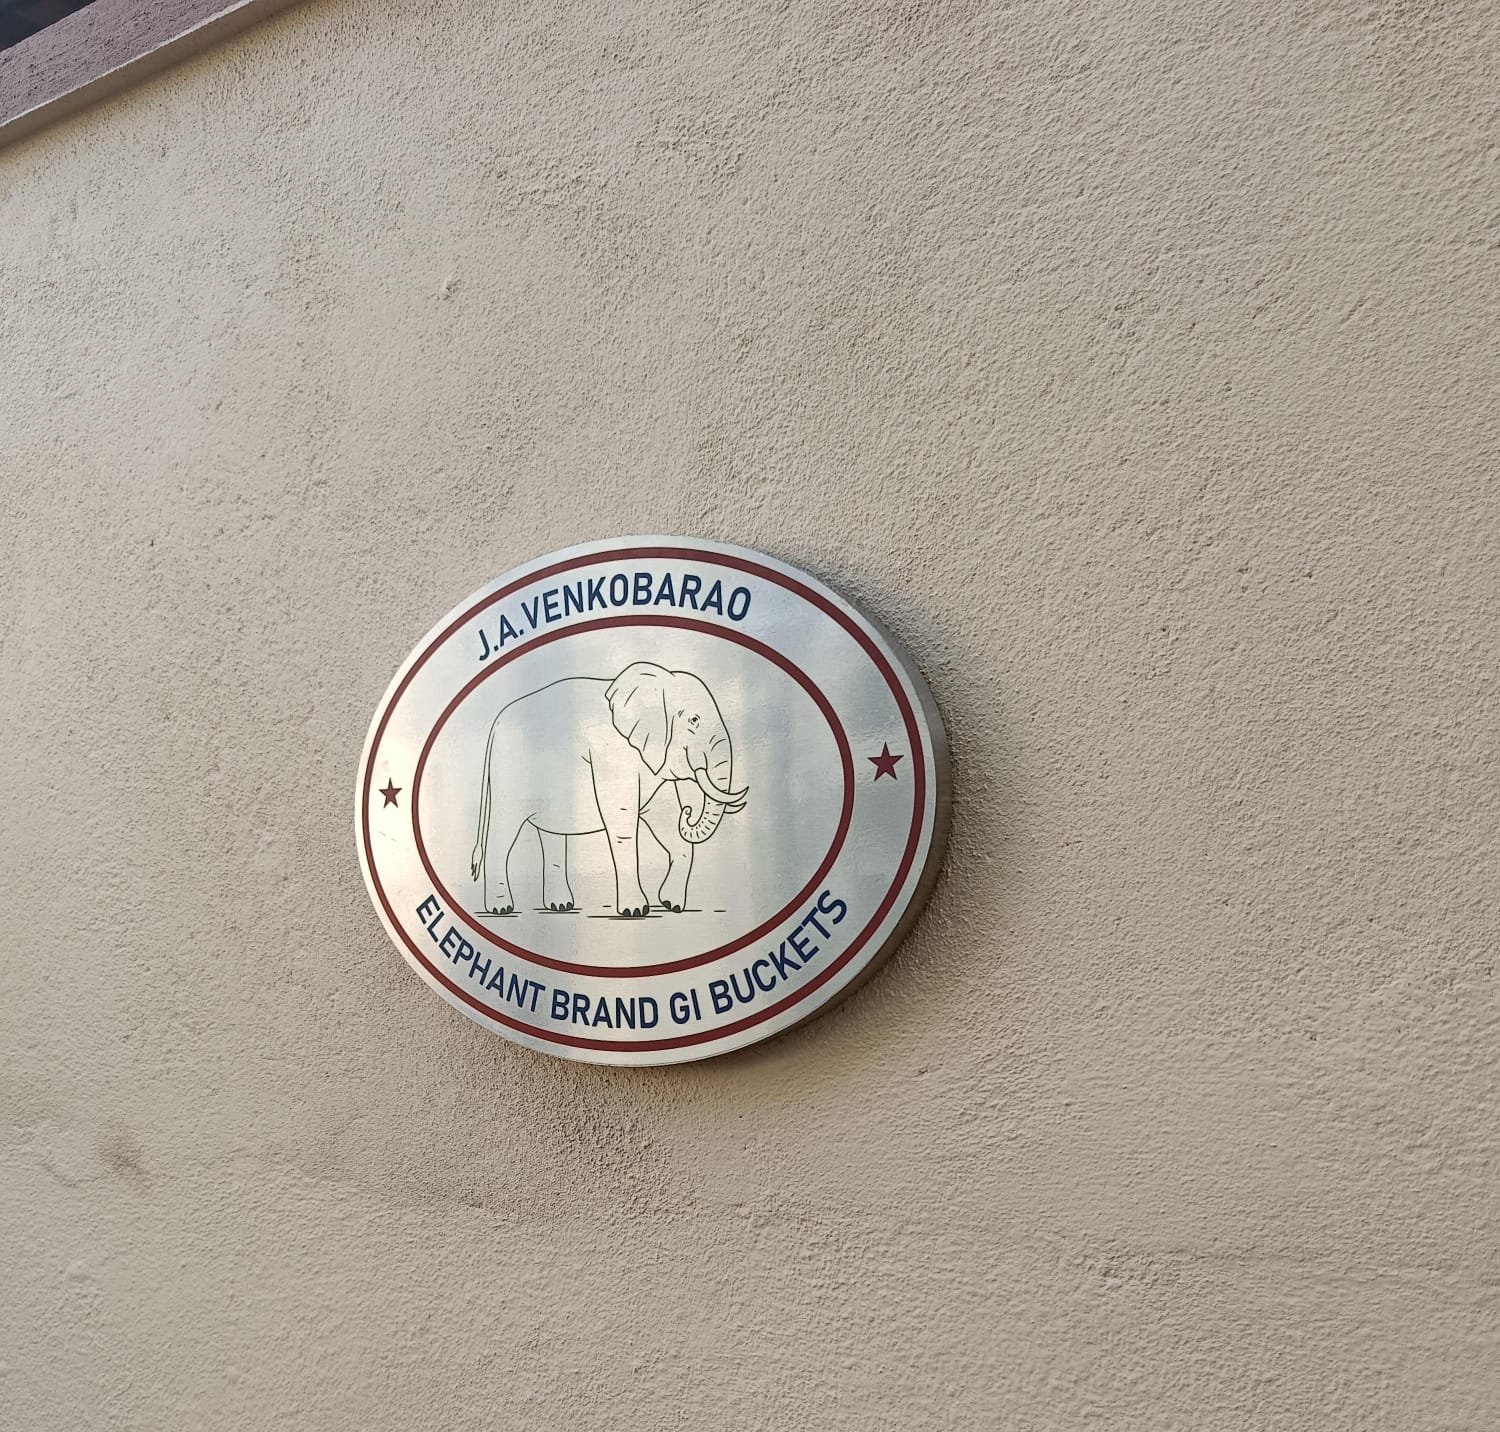 J.A.VENKOBARAO
ELEPHANT BRAND GI BUCKETS